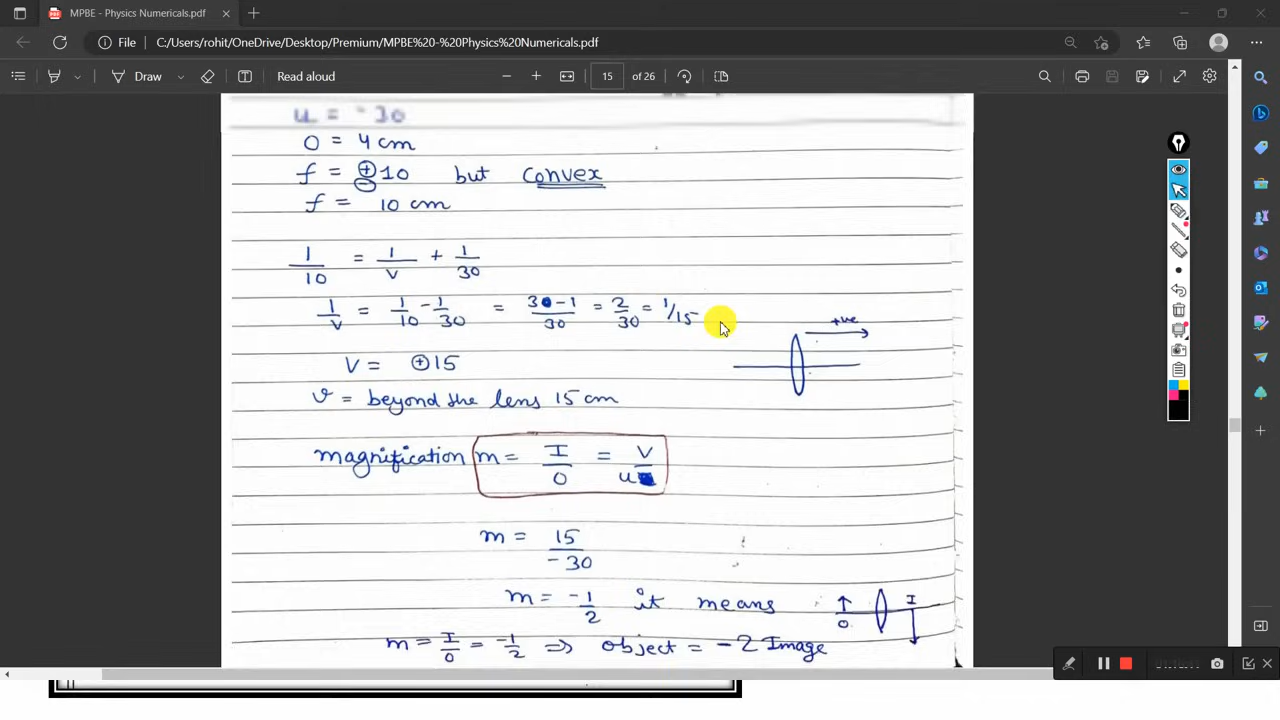 MPBE - Physics Numericals.pdf
File C:/Users/rohit/OneDrive/Desktop/Premium/MPBE%20-%20Physics%20Numericals.pdf
Draw Read aloud 15 of 26
u = -30
O = 4 cm
f = ⊕10 but convex
f = 10 cm
1/10 = 1/v + 1/30
1/v = 1/10 - 1/30 = 3-1/30 = 2/30 = 1/15
+ve
V = ⊕15
v = beyond the lens 15 cm
magnification m = I/O = V/u
m = 15/-30
m = -1/2 it means
O I
m = I/O = -1/2 ⇒ object = -2 Image